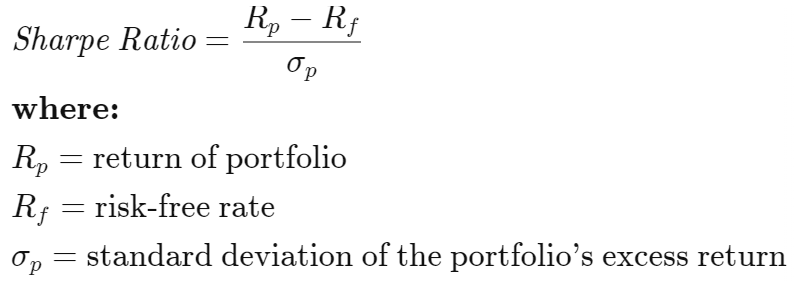 Sharpe Ratio = \frac{R_p − R_f}{σ_p}
where:
R_p = return of portfolio
R_f = risk-free rate
σ_p = standard deviation of the portfolio’s excess return